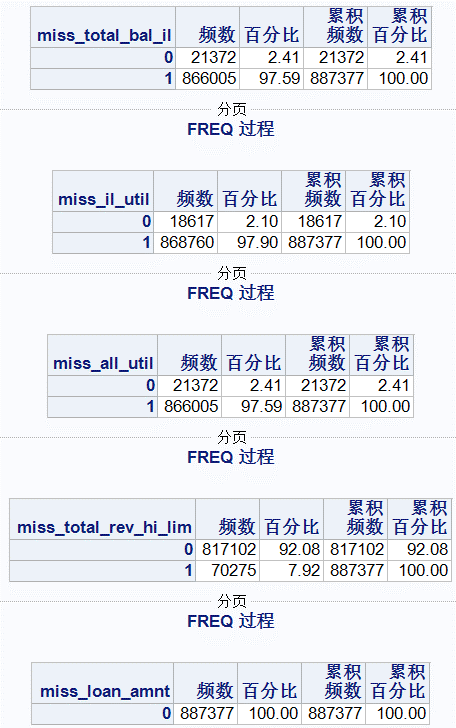 miss_total_bal_il 频数 百分比 累积频数 累积百分比
0 21372 2.41 21372 2.41
1 866005 97.59 887377 100.00
分页
FREQ 过程
miss_il_util 频数 百分比 累积频数 累积百分比
0 18617 2.10 18617 2.10
1 868760 97.90 887377 100.00
分页
FREQ 过程
miss_all_util 频数 百分比 累积频数 累积百分比
0 21372 2.41 21372 2.41
1 866005 97.59 887377 100.00
分页
FREQ 过程
miss_total_rev_hi_lim 频数 百分比 累积频数 累积百分比
0 817102 92.08 817102 92.08
1 70275 7.92 887377 100.00
分页
FREQ 过程
miss_loan_amnt 频数 百分比 累积频数 累积百分比
0 887377 100.00 887377 100.00